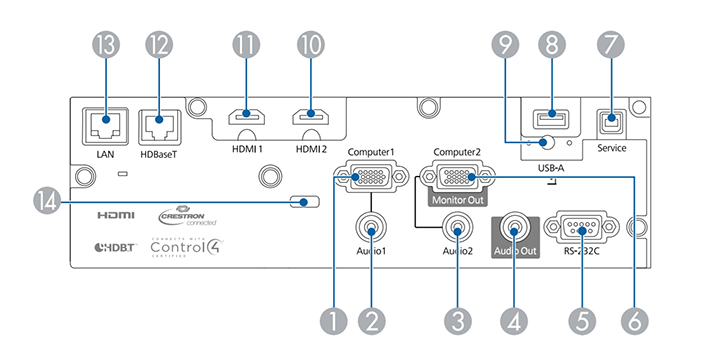 13 12 11 10 9 8 7
LAN HDBaseT HDMI 1 HDMI 2 USB-A Service
Computer1 Computer2
Monitor Out
14
HDMI CRESTRON connected
HDBT CONNECTS WITH Control4 CERTIFIED
Audio1 Audio2 Audio Out RS-232C
1 2 3 4 5 6